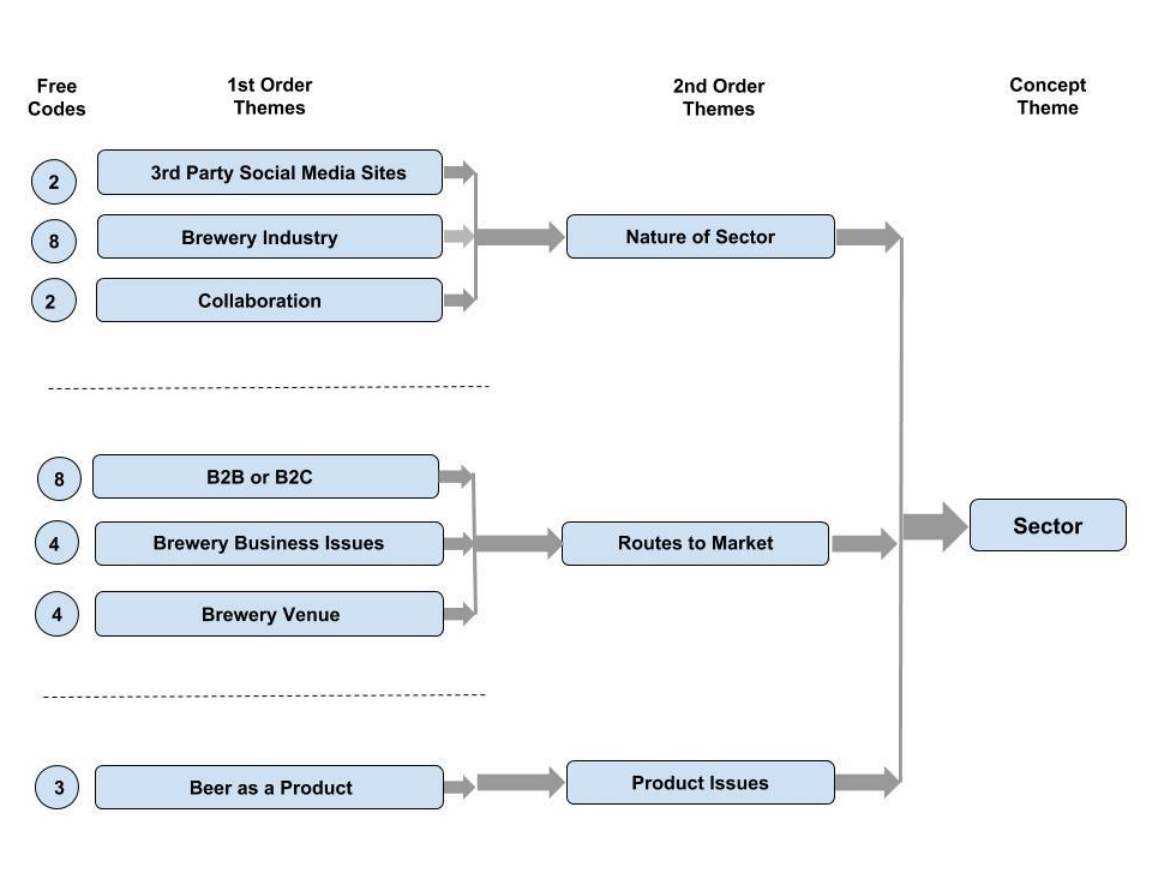 Free
Codes
1st Order
Themes
2nd Order
Themes
Concept
Theme
2
3rd Party Social Media Sites
8
Brewery Industry
Nature of Sector
2
Collaboration
8
B2B or B2C
4
Brewery Business Issues
Routes to Market
Sector
4
Brewery Venue
3
Beer as a Product
Product Issues